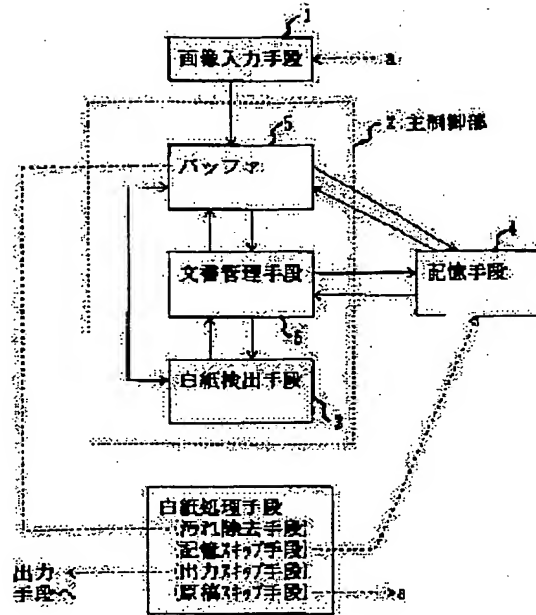 1
画像入力手段
a
5
2 主制御部
バッファ
4
文書管理手段
記憶手段
6
白紙検出手段
3
白紙処理手段
[汚れ除去手段]
[記憶スキップ手段]
出力
手段へ
[出力スキップ手段]
[原稿スキップ手段]
a